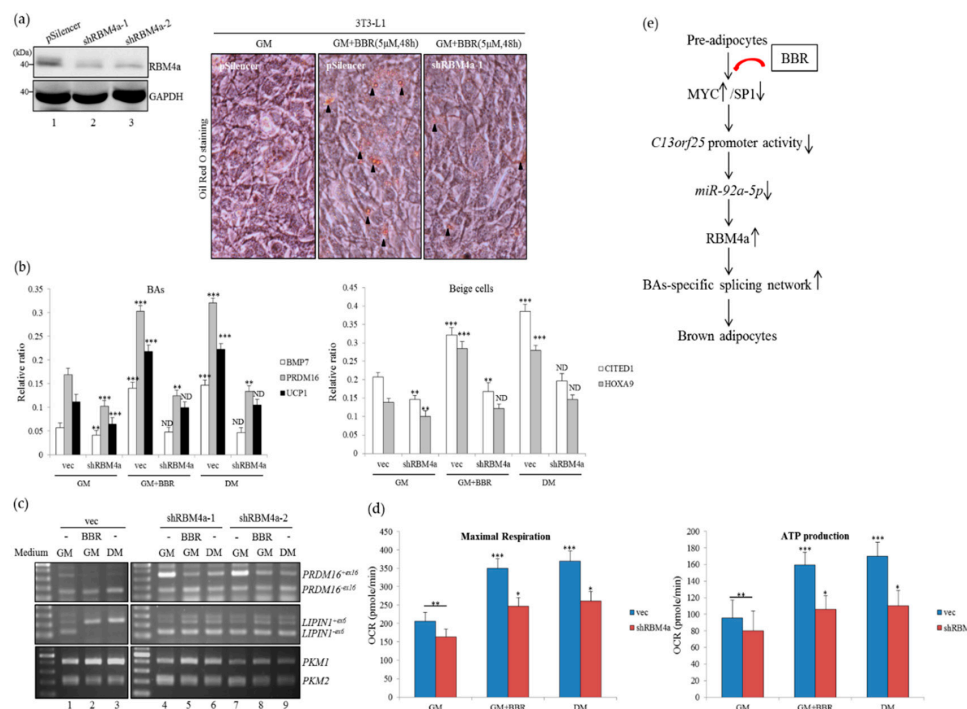 (a)
pSilencer
shRBM4a-1
shRBM4a-2
(kDa)
40
RBM4a
40
GAPDH
1 2 3
3T3-L1
GM GM+BBR(5μM,48h) GM+BBR(5μM,48h)
pSilencer pSilencer shRBM4a-1
Oil Red O staining
(e)
Pre-adipocytes
BBR
MYC↑/SP1↓
C13orf25 promoter activity↓
miR-92a-5p↓
RBM4a↑
BAs-specific splicing network↑
Brown adipocytes
(b)
BAs
Relative ratio
0.35
0.3
0.25
0.2
0.15
0.1
0.05
0
*** *** *** *** *** *** *** *** ** ** ** ND ND ND ND
BMP7
PRDM16
UCP1
vec shRBM4a vec shRBM4a vec shRBM4a
GM GM+BBR DM
Beige cells
Relative ratio
0.45
0.4
0.35
0.3
0.25
0.2
0.15
0.1
0.05
0
** ** *** *** ** ND *** *** ND ND
CITED1
HOXA9
vec shRBM4a vec shRBM4a vec shRBM4a
GM GM+BBR DM
(c)
vec shRBM4a-1 shRBM4a-2
- BBR - - BBR - - BBR -
Medium GM GM DM GM GM DM GM GM DM
PRDM16
PRDM16
LIPIN1
LIPIN1
PKM1
PKM2
1 2 3 4 5 6 7 8 9
(d)
Maximal Respiration
OCR (pmole/min)
450
400
350
300
250
200
150
100
50
0
** *** * *** *
vec
shRBM4a
GM GM+BBR DM
ATP production
OCR (pmole/min)
200
180
160
140
120
100
80
60
40
20
0
** *** * *** *
vec
shRBM
GM GM+BBR DM